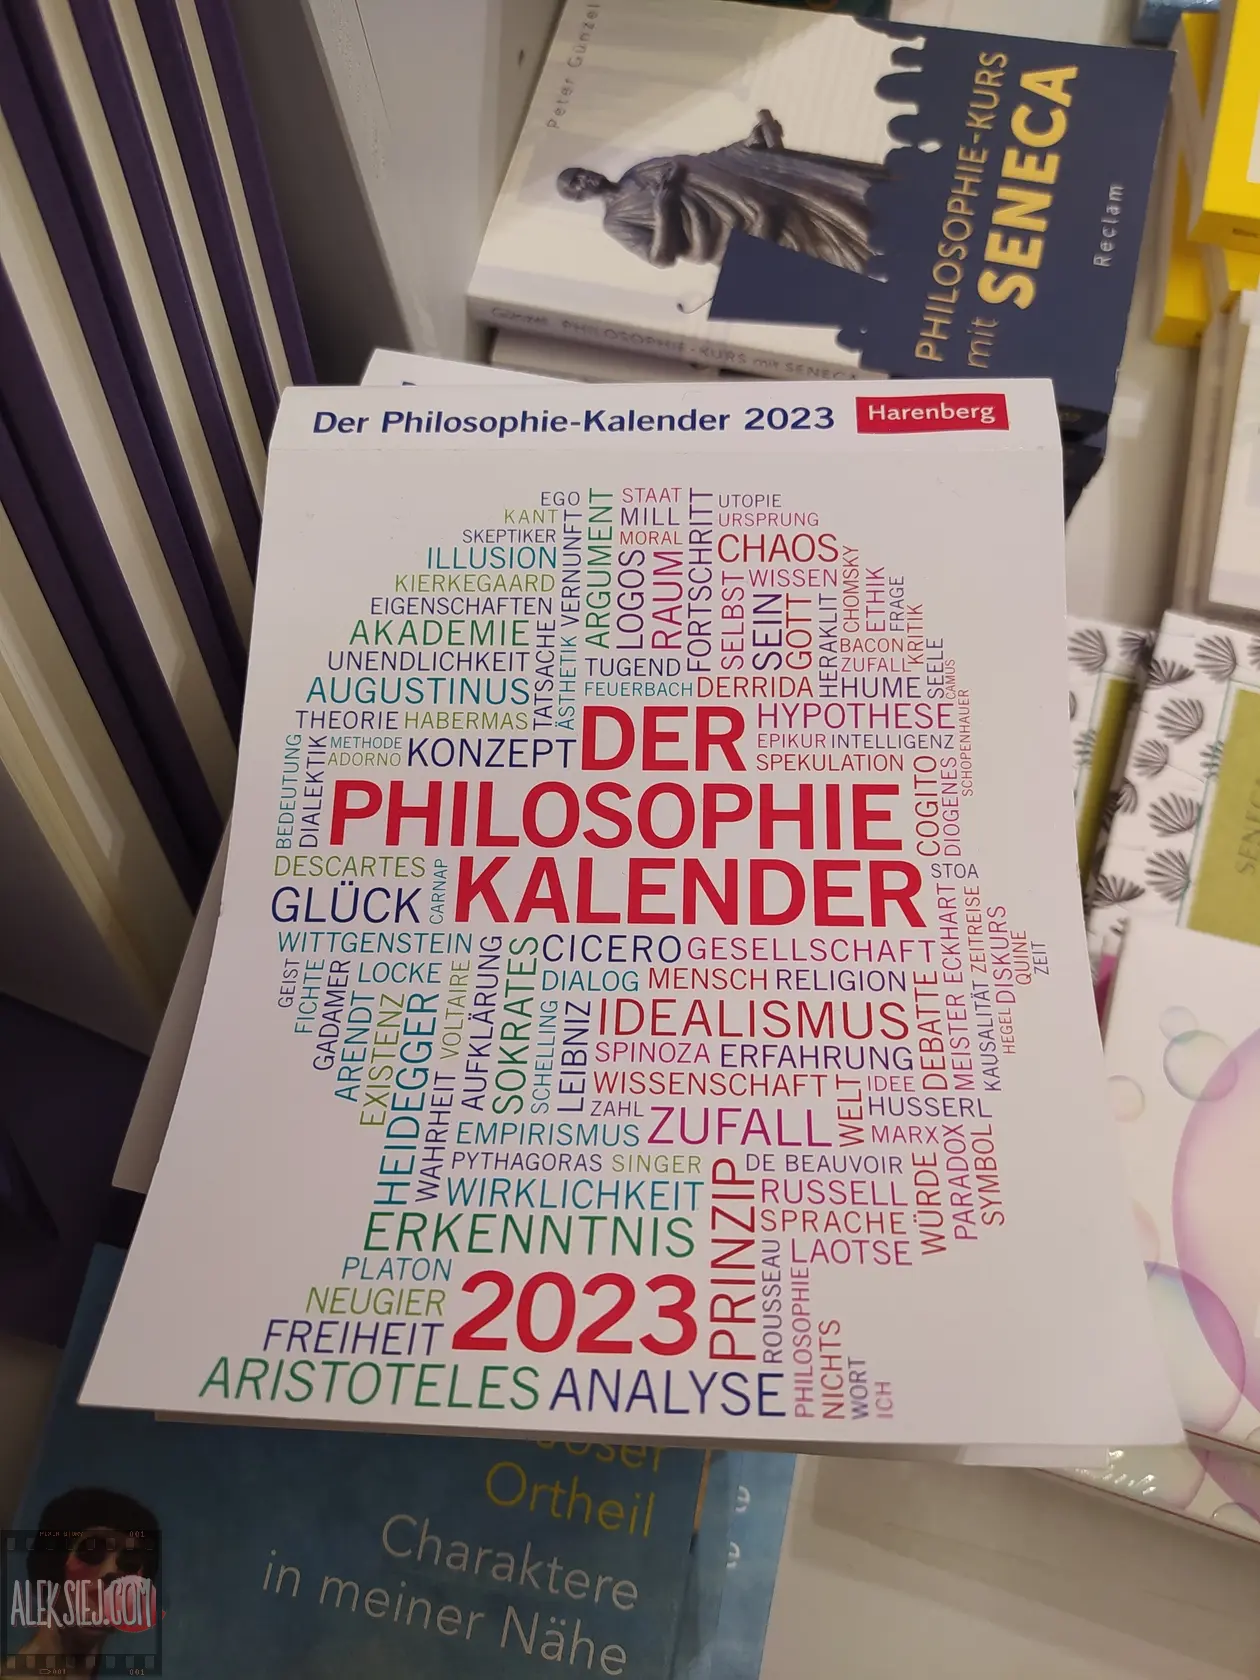 Peter Günzel
PHILOSOPHIE-KURS
mit SENECA
Reclam
PHILOSOPHIE-KURS mit SENECA
Der Philosophie-Kalender 2023
Harenberg
EGO
STAAT
UTOPIE
KANT
MILL
URSPRUNG
SKEPTIKER
VERNUNFT
ARGUMENT
MORAL
FORTSCHRITT
CHAOS
ILLUSION
LOGOS
RAUM
WISSEN
CHOMSKY
KIERKEGAARD
SELBST
SEIN
GOTT
HERAKLIT
ETHIK
FRAGE
EIGENSCHAFTEN
AKADEMIE
TATSACHE
ÄSTHETIK
BACON
KRITIK
UNENDLICHKEIT
TUGEND
ZUFALL
SEELE
CAMUS
AUGUSTINUS
FEUERBACH
DERRIDA
HUME
THEORIE
HABERMAS
DER
HYPOTHESE
SCHOPENHAUER
BEDEUTUNG
DIALEKTIK
METHODE
KONZEPT
EPIKUR
INTELLIGENZ
ADORNO
SPEKULATION
COGITO
DIOGENES
PHILOSOPHIE
DESCARTES
CARNAP
KALENDER
STOA
GLÜCK
WITTGENSTEIN
CICERO
GESELLSCHAFT
MEISTER ECKHART
ZEITREISE
DISKURS
QUINE
ZEIT
GEIST
FICHTE
GADAMER
LOCKE
VOLTAIRE
AUFKLÄRUNG
SOKRATES
DIALOG
MENSCH
RELIGION
DEBATTE
KAUSALITÄT
HEGEL
ARENDT
EXISTENZ
HEIDEGGER
SCHELLING
LEIBNIZ
IDEALISMUS
SPINOZA
ERFAHRUNG
WAHRHEIT
WISSENSCHAFT
WELT
IDEE
ZAHL
ZUFALL
HUSSERL
EMPIRISMUS
MARX
PARADOX
SYMBOL
PYTHAGORAS
SINGER
PRINZIP
DE BEAUVOIR
WÜRDE
WIRKLICHKEIT
RUSSELL
ERKENNTNIS
SPRACHE
PLATON
ROUSSEAU
LAOTSE
NEUGIER
2023
PHILOSOPHIE
FREIHEIT
NICHTS
WORT
ICH
ARISTOTELES
ANALYSE
Ortheil
Charaktere
in meiner Nähe
ALEKSIEJ.COM